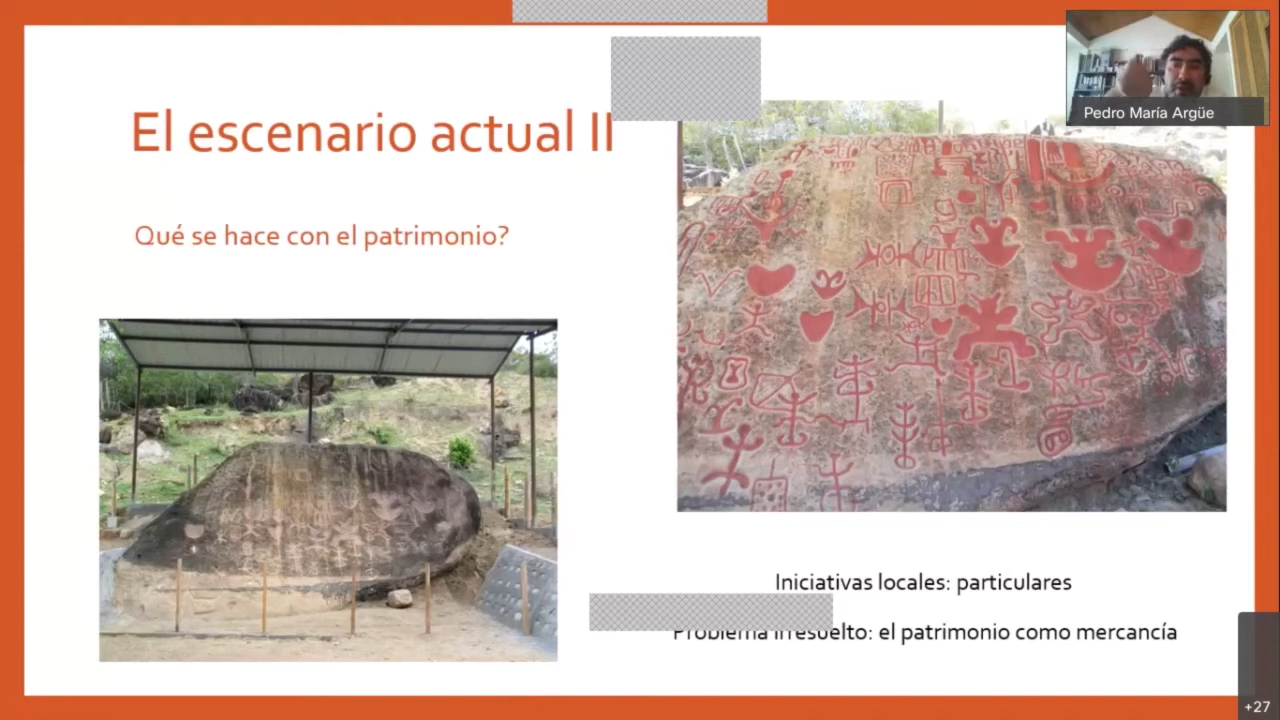 El escenario actual II
Pedro María Argüe
Qué se hace con el patrimonio?
Iniciativas locales: particulares
Problema irresuelto: el patrimonio como mercancía
+27